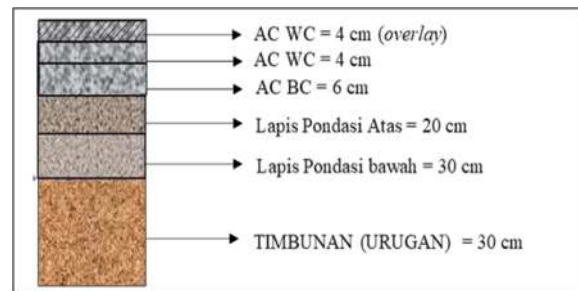 AC WC = 4 cm (overlay)
AC WC = 4 cm
AC BC = 6 cm
Lapis Pondasi Atas = 20 cm
Lapis Pondasi bawah = 30 cm
TIMBUNAN (URUGAN) = 30 cm